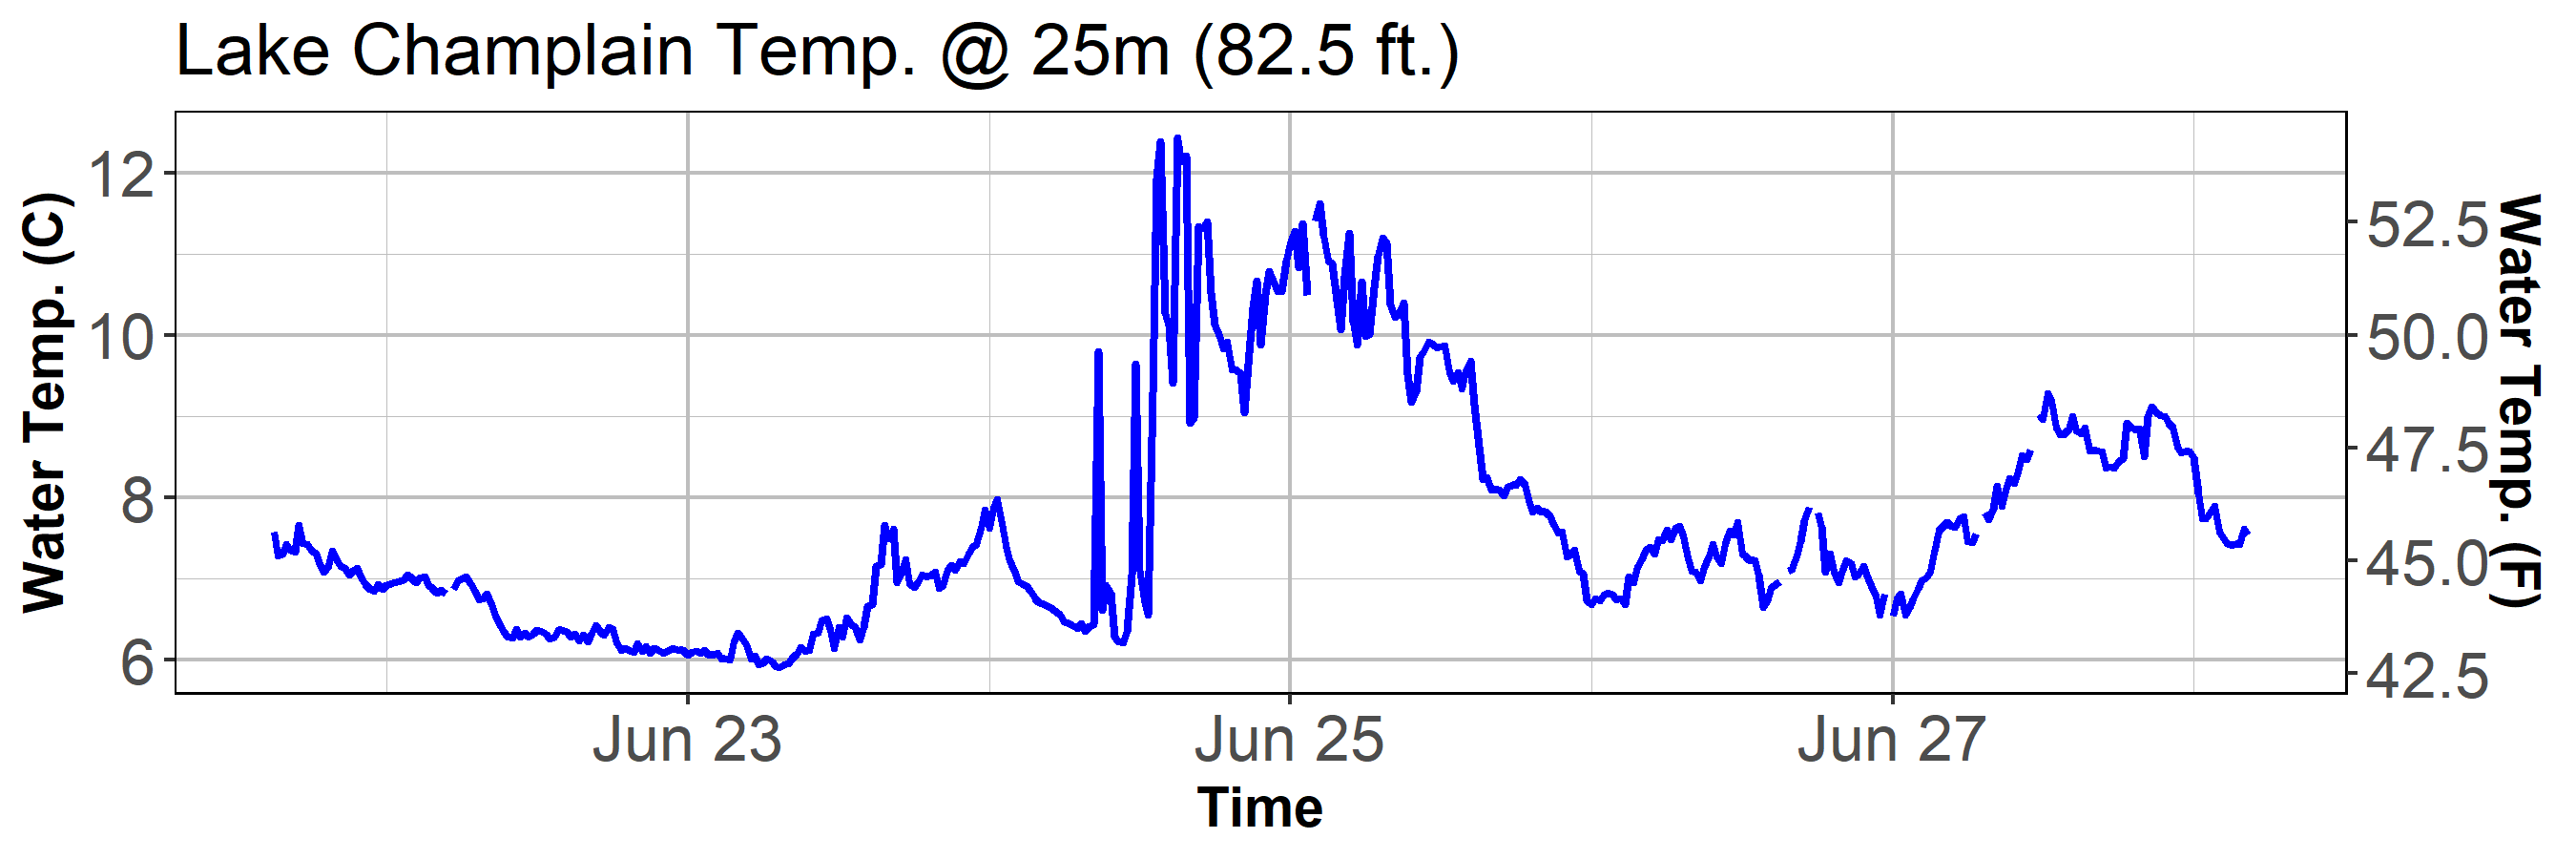 Lake Champlain Temp. @ 25m (82.5 ft.)
Water Temp. (C)
12
10
8
6
52.5
50.0
47.5
45.0
42.5
Water Temp. (F)
Jun 23
Jun 25
Jun 27
Time